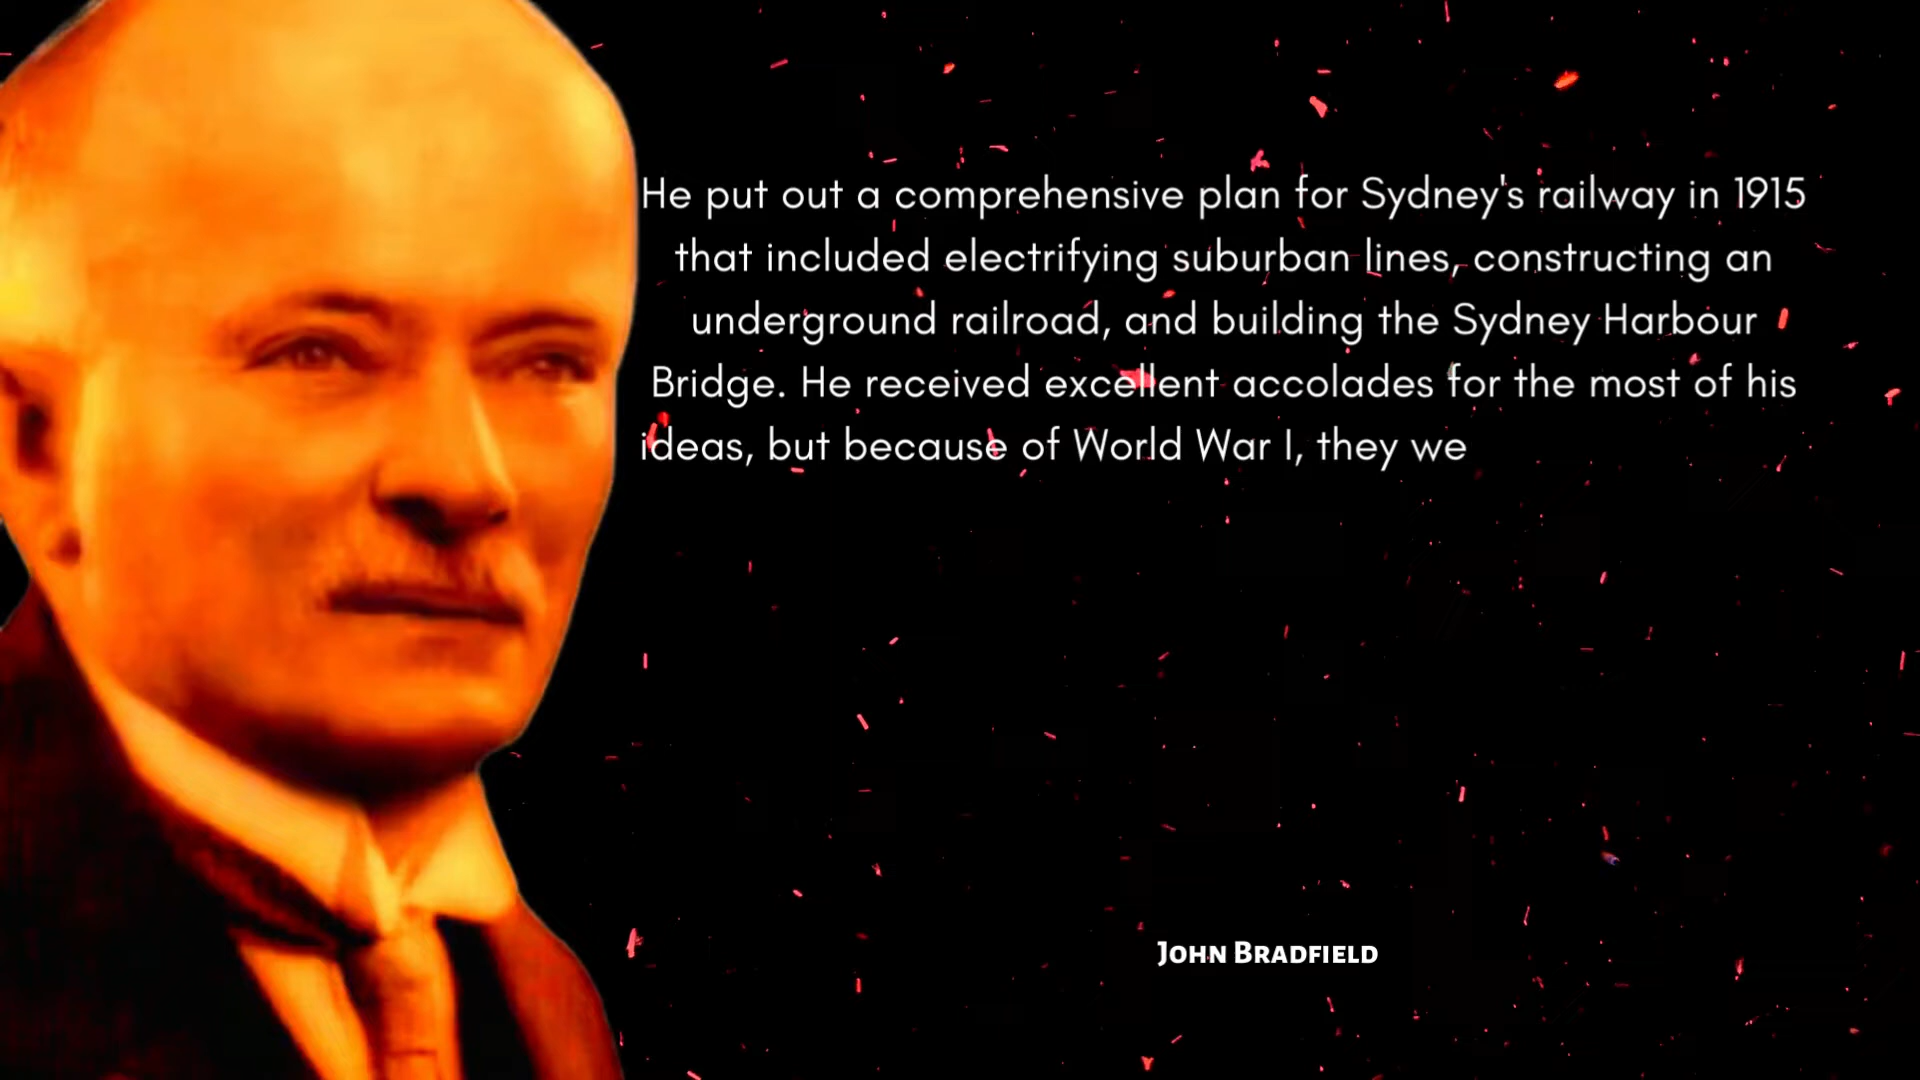 He put out a comprehensive plan for Sydney's railway in 1915
that included electrifying suburban lines, constructing an
underground railroad, and building the Sydney Harbour
Bridge. He received excellent accolades for the most of his
ideas, but because of World War I, they we
John Bradfield